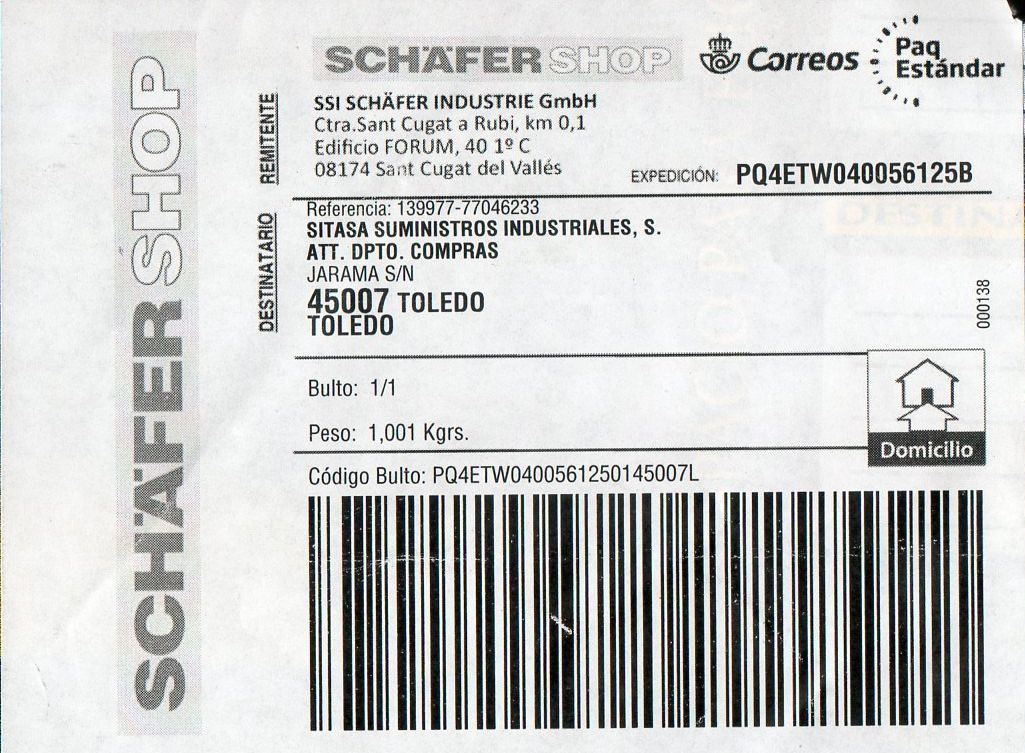 SCHÄFER SHOP
SCHÄFER SHOP
Correos
Paq
Estándar
REMITENTE
SSI SCHÄFER INDUSTRIE GmbH
Ctra.Sant Cugat a Rubi, km 0,1
Edificio FORUM, 40 1º C
08174 Sant Cugat del Vallés
EXPEDICIÓN: PQ4ETW040056125B
DESTINATARIO
Referencia: 139977-77046233
SITASA SUMINISTROS INDUSTRIALES, S.
ATT. DPTO. COMPRAS
JARAMA S/N
45007 TOLEDO
TOLEDO
000138
Bulto: 1/1
Peso: 1,001 Kgrs.
Domicilio
Código Bulto: PQ4ETW0400561250145007L